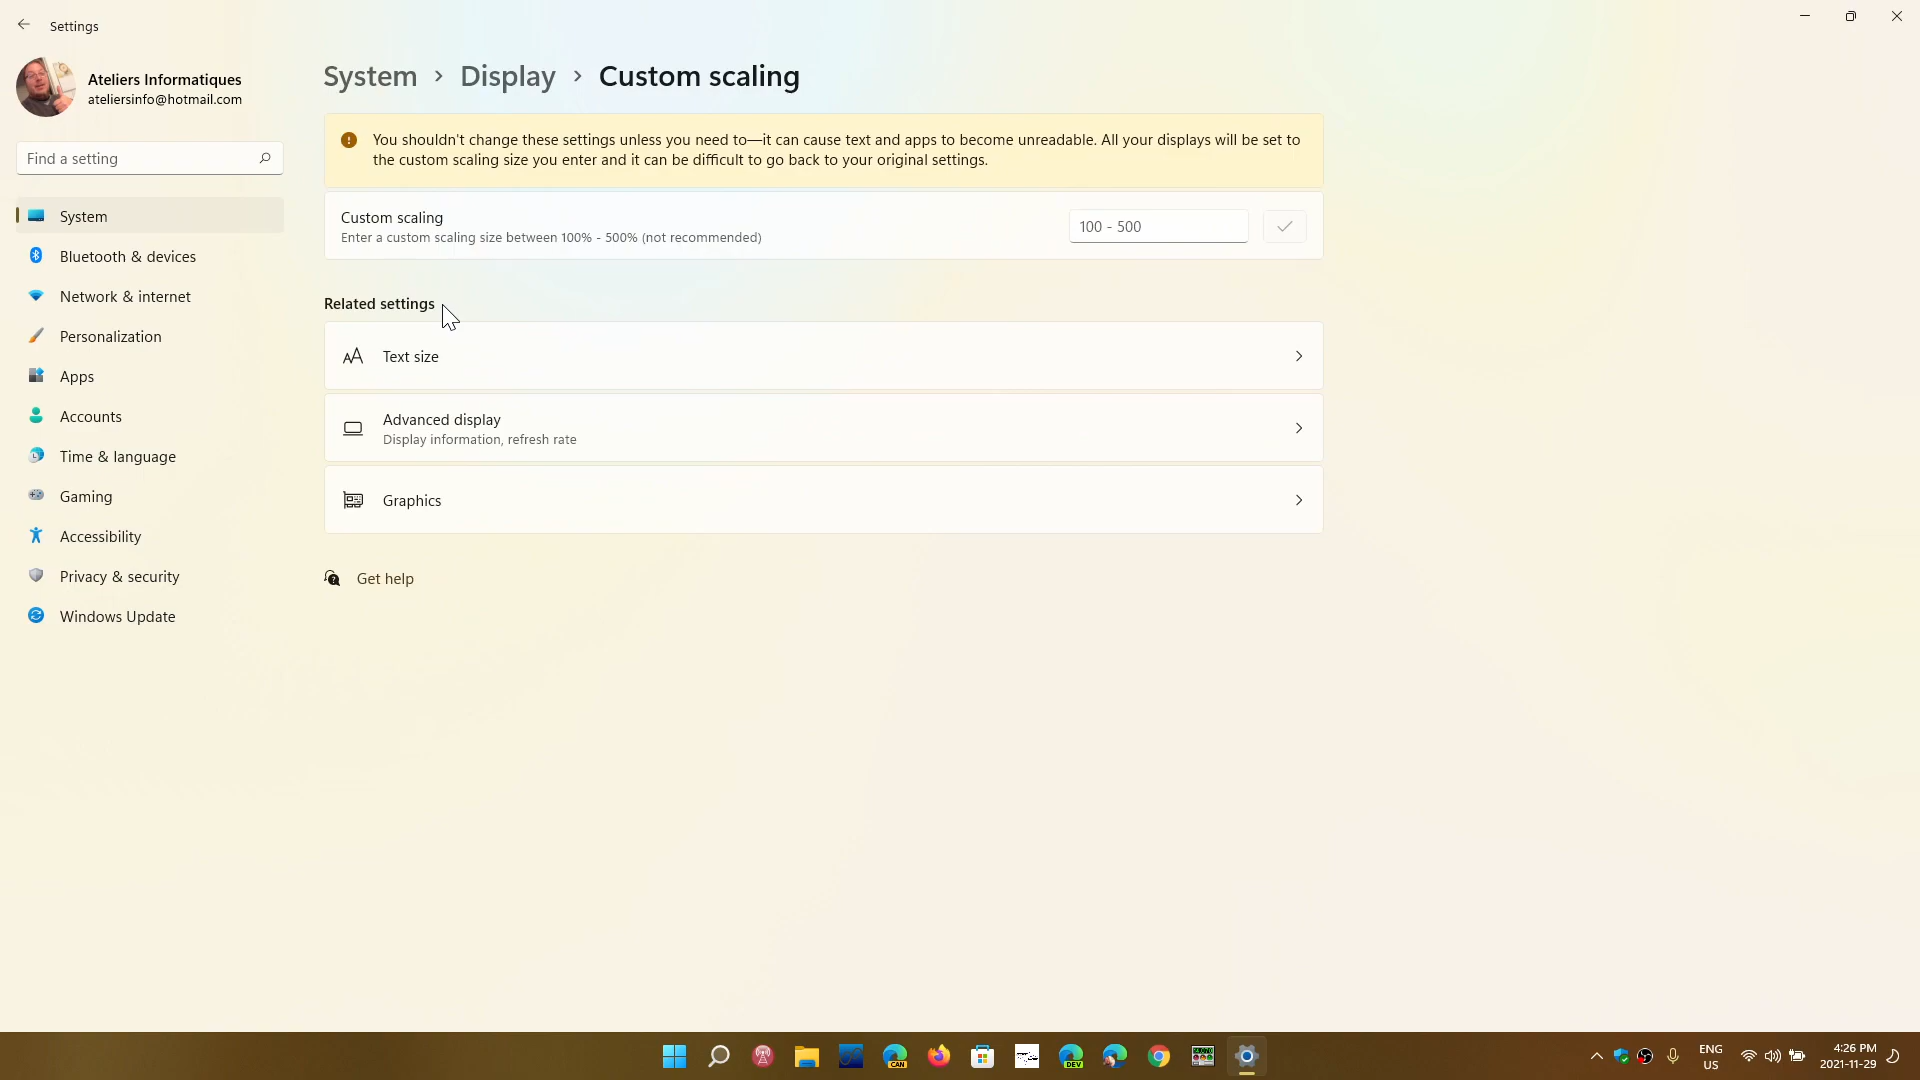 Settings
Ateliers Informatiques
ateliersinfo@hotmail.com
Find a setting
System
Bluetooth & devices
Network & internet
Personalization
Apps
Accounts
Time & language
Gaming
Accessibility
Privacy & security
Windows Update
System > Display > Custom scaling
You shouldn't change these settings unless you need to—it can cause text and apps to become unreadable. All your displays will be set to
the custom scaling size you enter and it can be difficult to go back to your original settings.
Custom scaling
Enter a custom scaling size between 100% - 500% (not recommended)
100 - 500
Related settings
Text size
Advanced display
Display information, refresh rate
Graphics
Get help
CAN
DEV
ENG
US
4:26 PM
2021-11-29